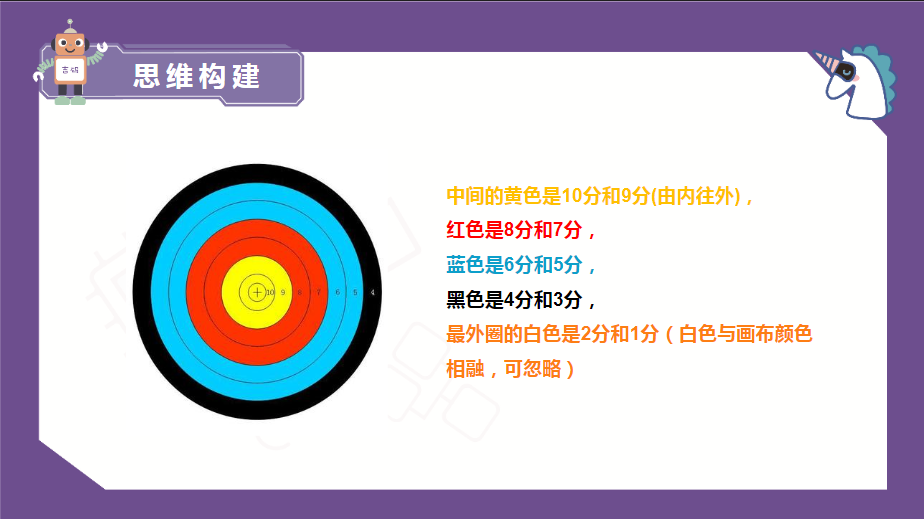 思维构建
中间的黄色是10分和9分(由内往外)，
红色是8分和7分，
蓝色是6分和5分，
黑色是4分和3分，
最外圈的白色是2分和1分（白色与画布颜色
相融，可忽略）
10 9 8 7 6 5 4